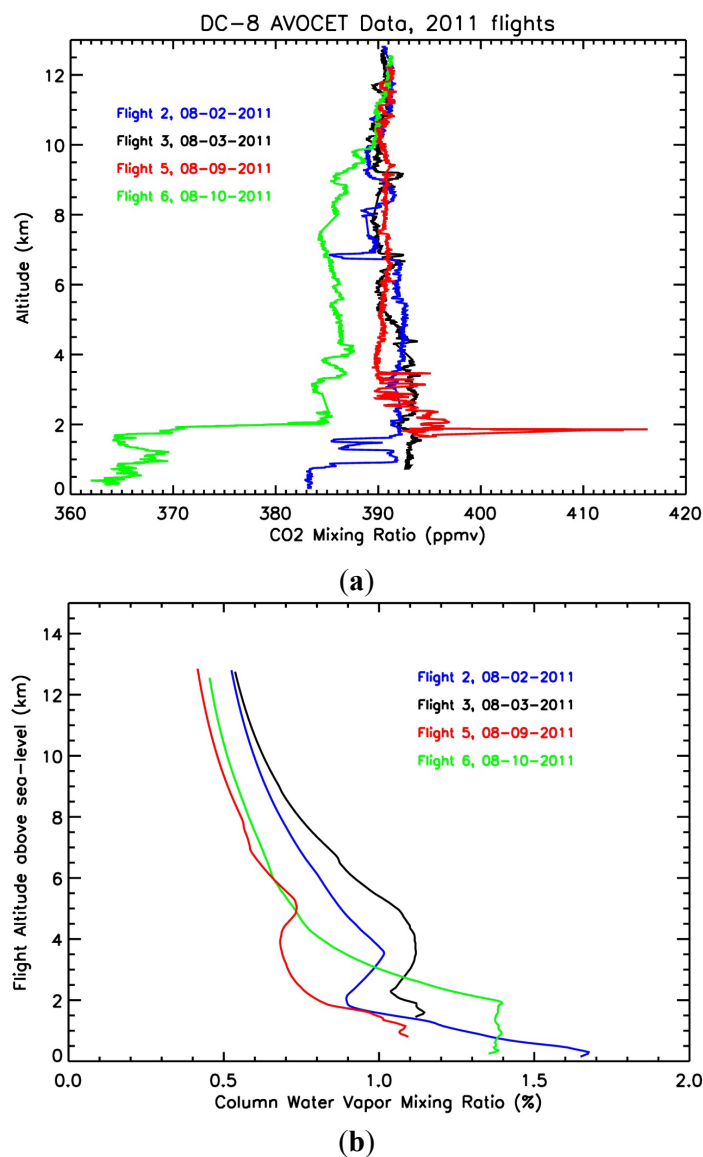 DC-8 AVOCET Data, 2011 flights
12
10
8
6
4
2
0
Altitude (km)
Flight 2, 08-02-2011
Flight 3, 08-03-2011
Flight 5, 08-09-2011
Flight 6, 08-10-2011
360 370 380 390 400 410 420
CO2 Mixing Ratio (ppmv)
(a)
14
12
10
8
6
4
2
0
Flight Altitude above sea-level (km)
Flight 2, 08-02-2011
Flight 3, 08-03-2011
Flight 5, 08-09-2011
Flight 6, 08-10-2011
0.0 0.5 1.0 1.5 2.0
Column Water Vapor Mixing Ratio (%)
(b)